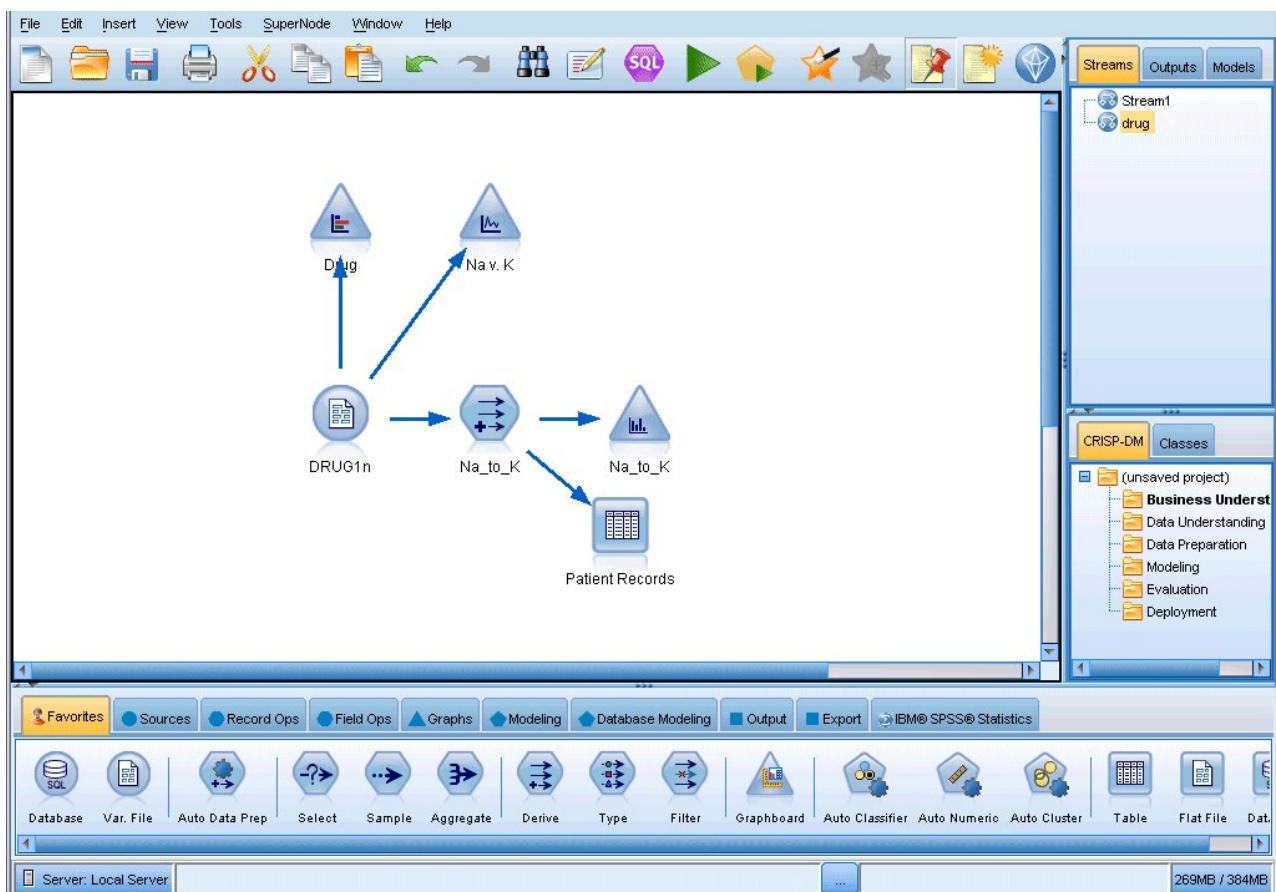 File Edit Insert View Tools SuperNode Window Help
SQL
Streams Outputs Models
Stream1
drug
Drug
Na v. K
DRUG1n
Na_to_K
Na_to_K
Patient Records
CRISP-DM Classes
(unsaved project)
Business Underst
Data Understanding
Data Preparation
Modeling
Evaluation
Deployment
Favorites Sources Record Ops Field Ops Graphs Modeling Database Modeling Output Export IBM® SPSS® Statistics
SQL
Database Var. File Auto Data Prep Select Sample Aggregate Derive Type Filter Graphboard Auto Classifier Auto Numeric Auto Cluster Table Flat File Dat
Server: Local Server ... 269MB / 384MB